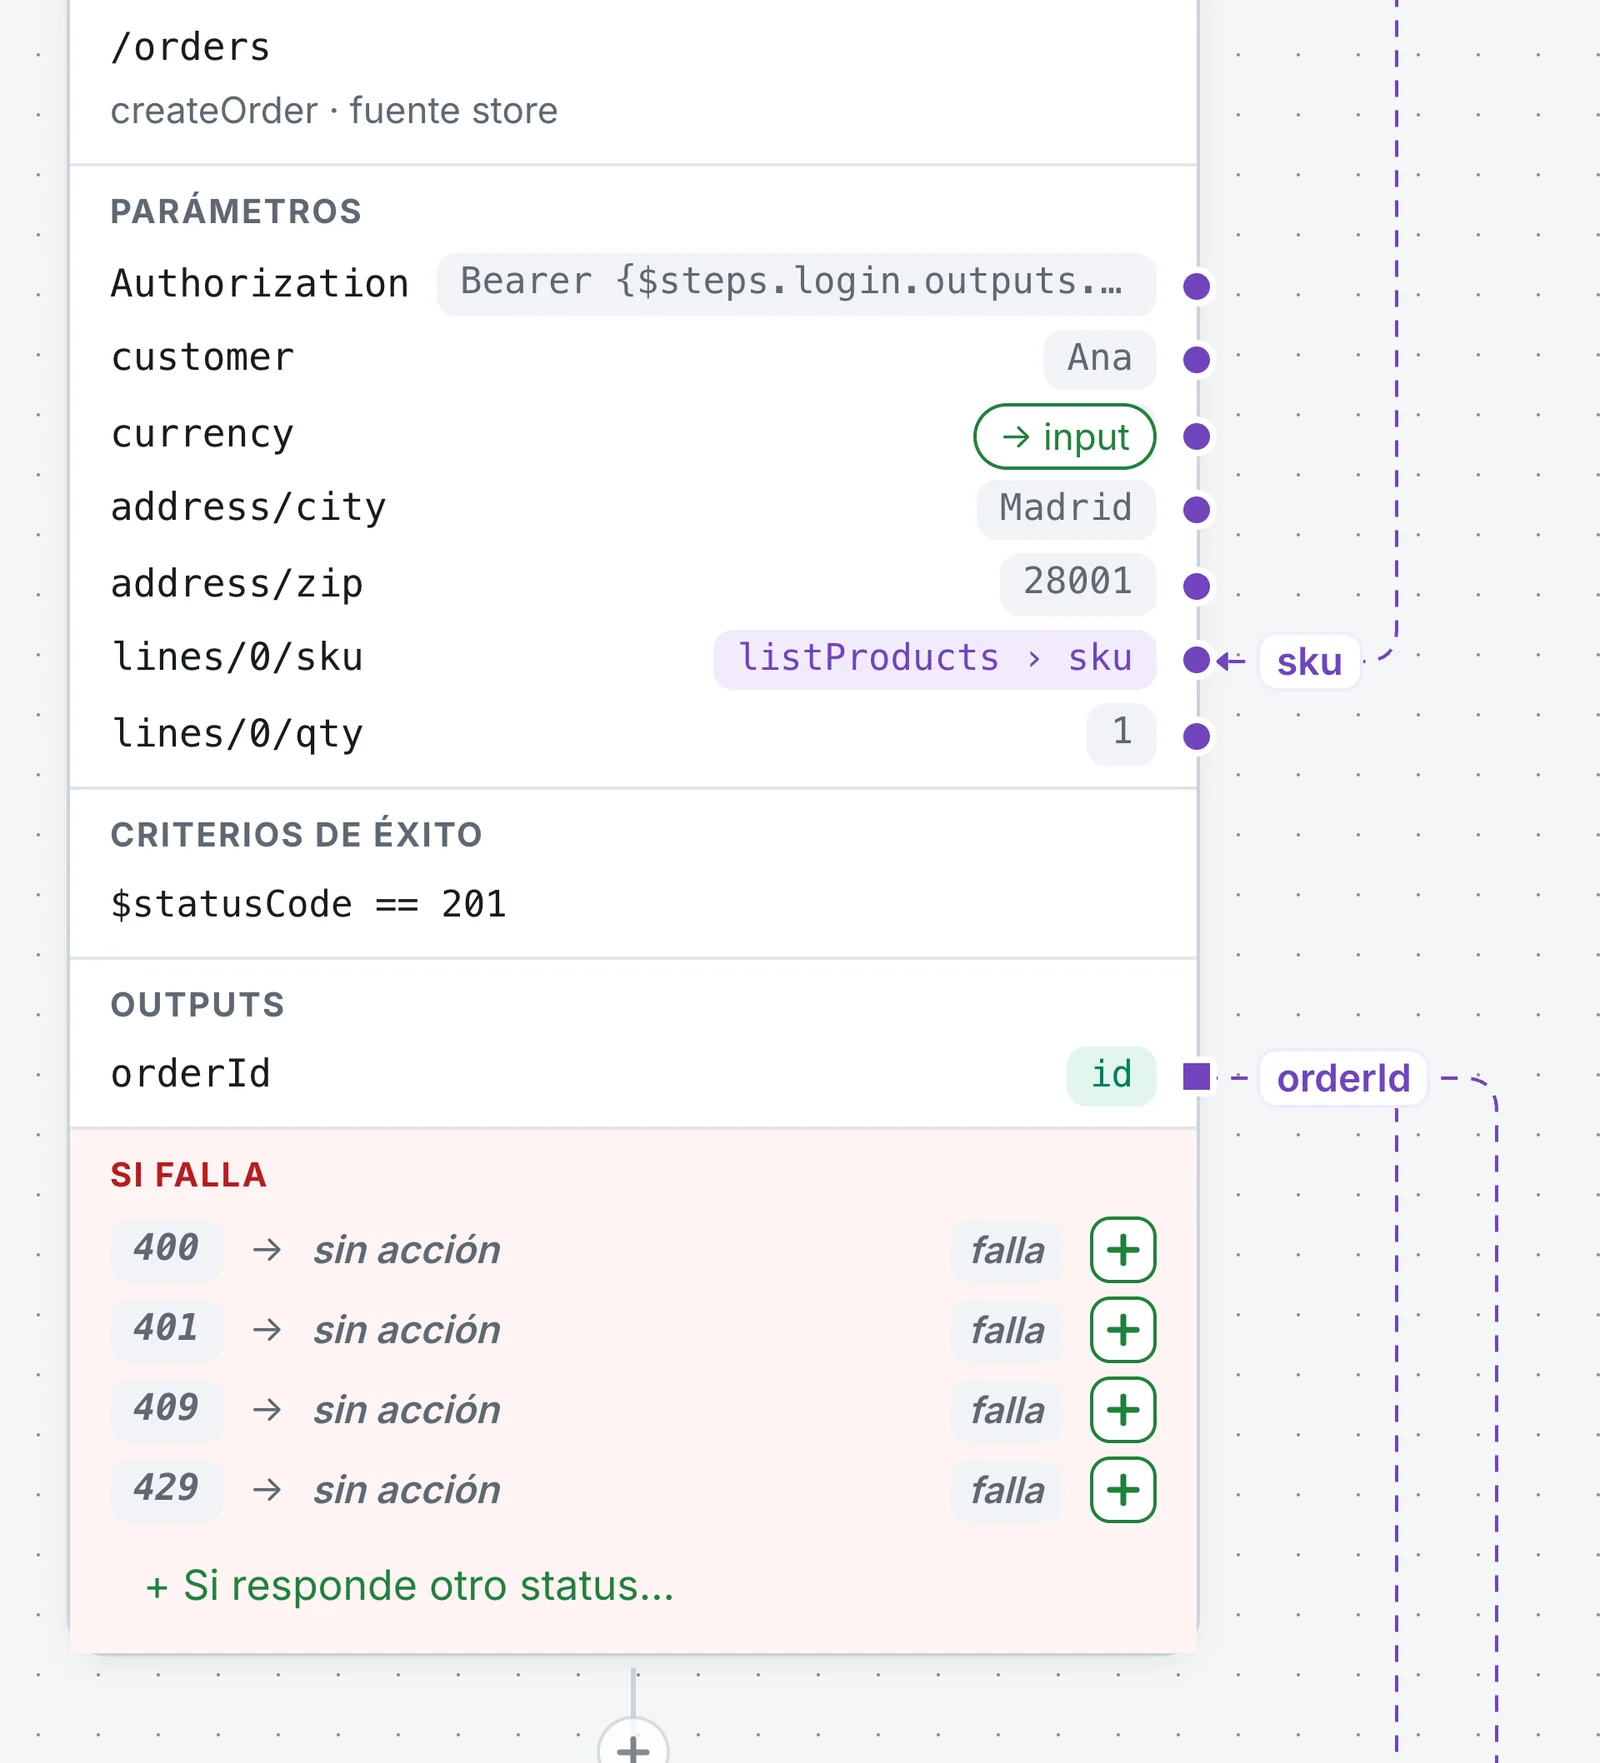 /orders
createOrder · fuente store
PARÁMETROS
Authorization Bearer {$steps.login.outputs.…
customer Ana
currency → input
address/city Madrid
address/zip 28001
lines/0/sku listProducts › sku sku
lines/0/qty 1
CRITERIOS DE ÉXITO
$statusCode == 201
OUTPUTS
orderId id orderId
SI FALLA
400 → sin acción falla +
401 → sin acción falla +
409 → sin acción falla +
429 → sin acción falla +
+ Si responde otro status...
+